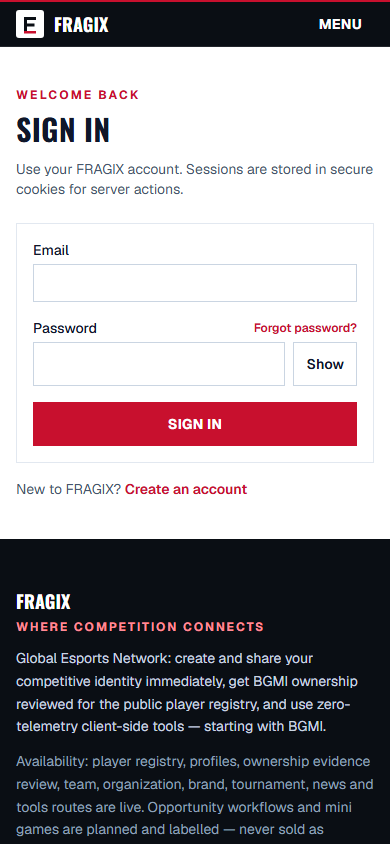 E FRAGIX MENU
WELCOME BACK
SIGN IN
Use your FRAGIX account. Sessions are stored in secure
cookies for server actions.
Email
Password Forgot password?
Show
SIGN IN
New to FRAGIX? Create an account
FRAGIX
WHERE COMPETITION CONNECTS
Global Esports Network: create and share your
competitive identity immediately, get BGMI ownership
reviewed for the public player registry, and use zero-
telemetry client-side tools — starting with BGMI.
Availability: player registry, profiles, ownership evidence
review, team, organization, brand, tournament, news and
tools routes are live. Opportunity workflows and mini
games are planned and labelled — never sold as